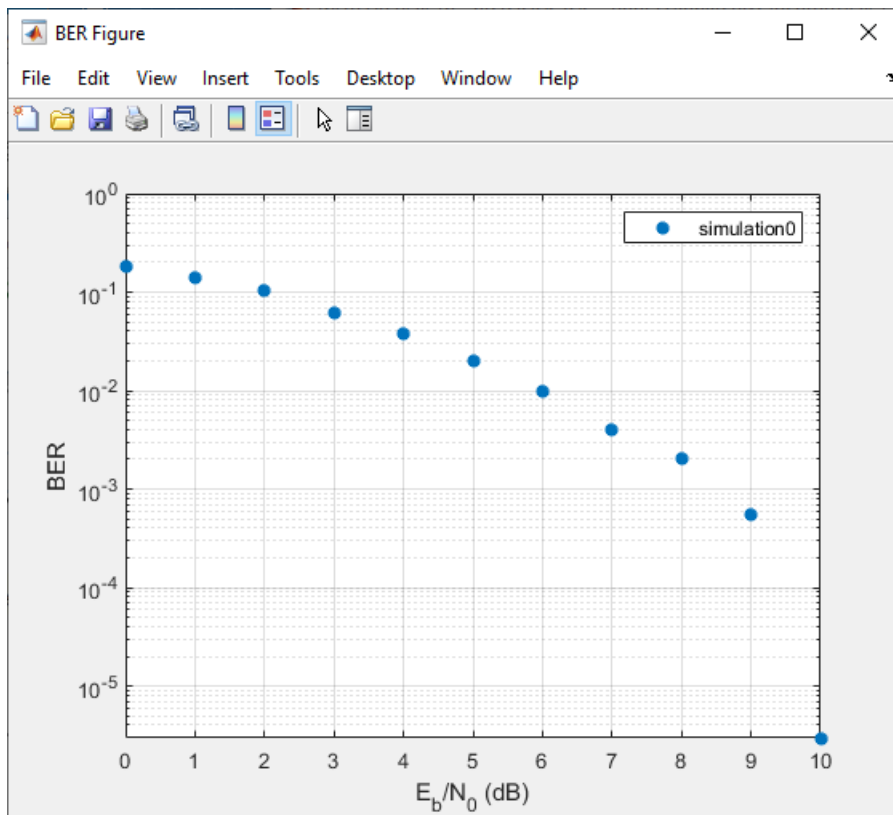 BER Figure
File Edit View Insert Tools Desktop Window Help
10^0
simulation0
10^-1
10^-2
BER
10^-3
10^-4
10^-5
0 1 2 3 4 5 6 7 8 9 10
E_b/N_0 (dB)